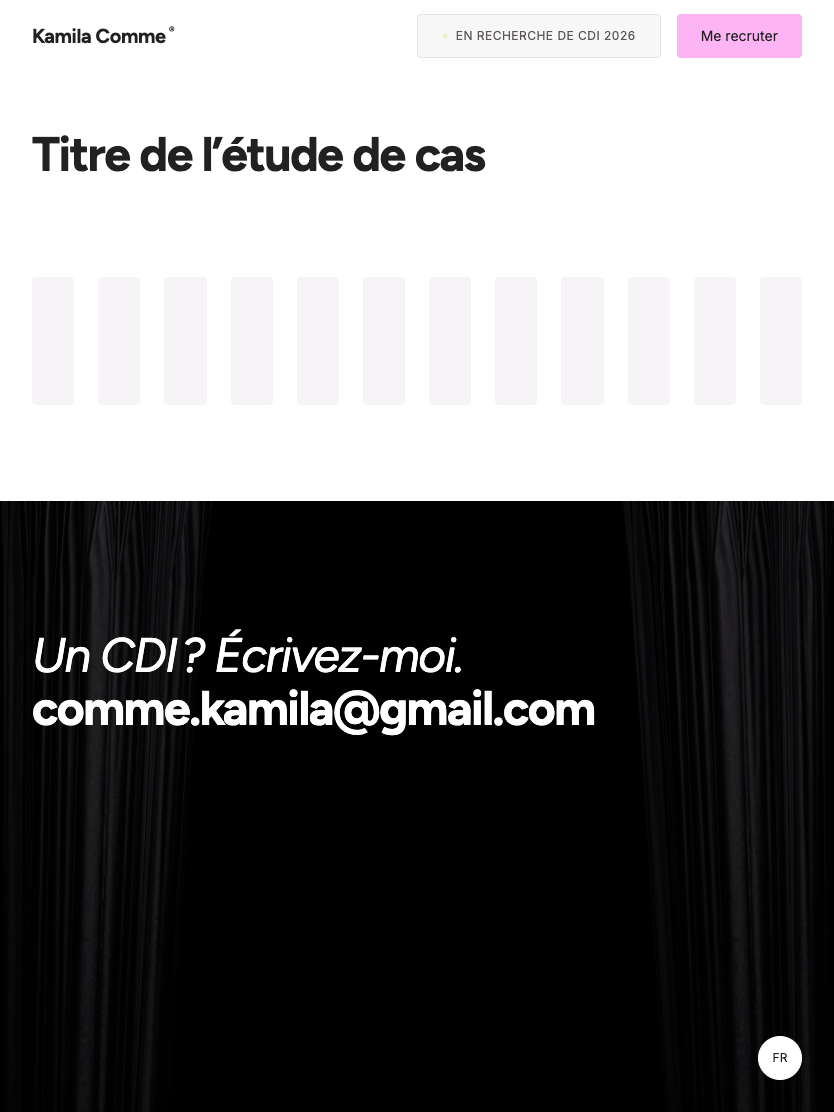 Kamila Comme ®
EN RECHERCHE DE CDI 2026
Me recruter
Titre de l’étude de cas
Un CDI ? Écrivez-moi.
comme.kamila@gmail.com
FR